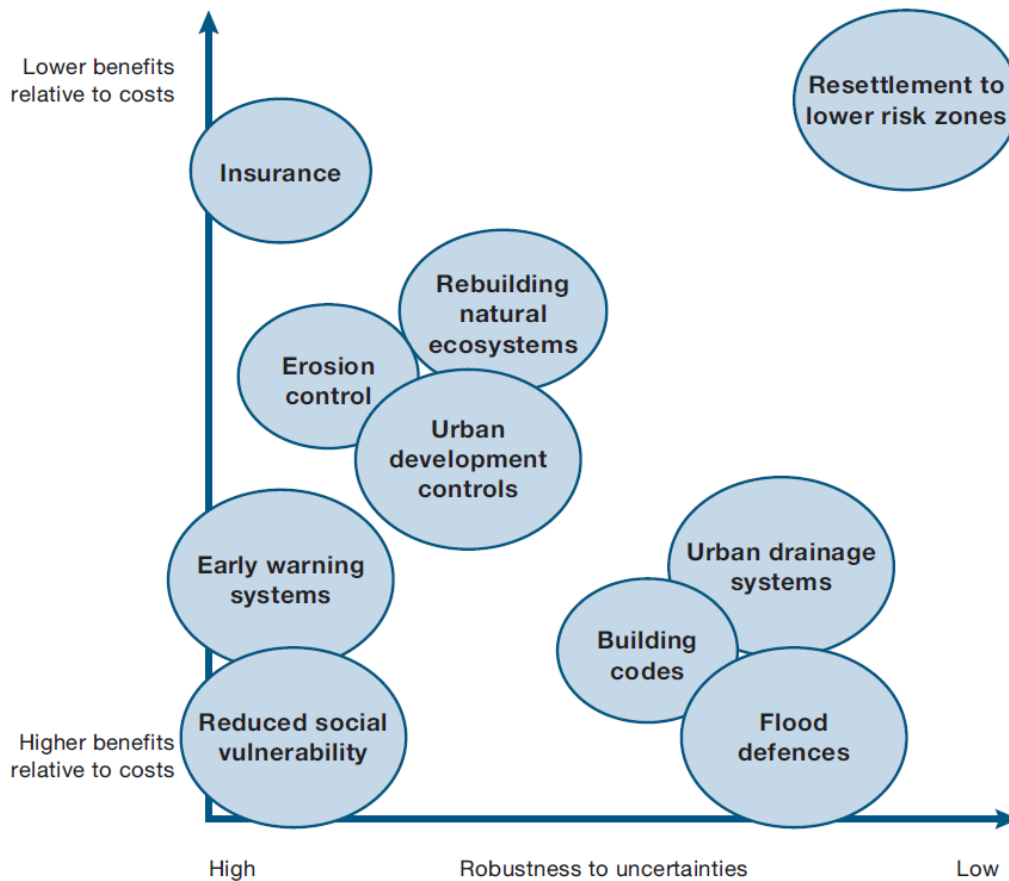 Lower benefits
relative to costs
Resettlement to
lower risk zones
Insurance
Rebuilding
natural
ecosystems
Erosion
control
Urban
development
controls
Early warning
systems
Urban drainage
systems
Building
codes
Reduced social
vulnerability
Flood
defences
Higher benefits
relative to costs
High
Robustness to uncertainties
Low